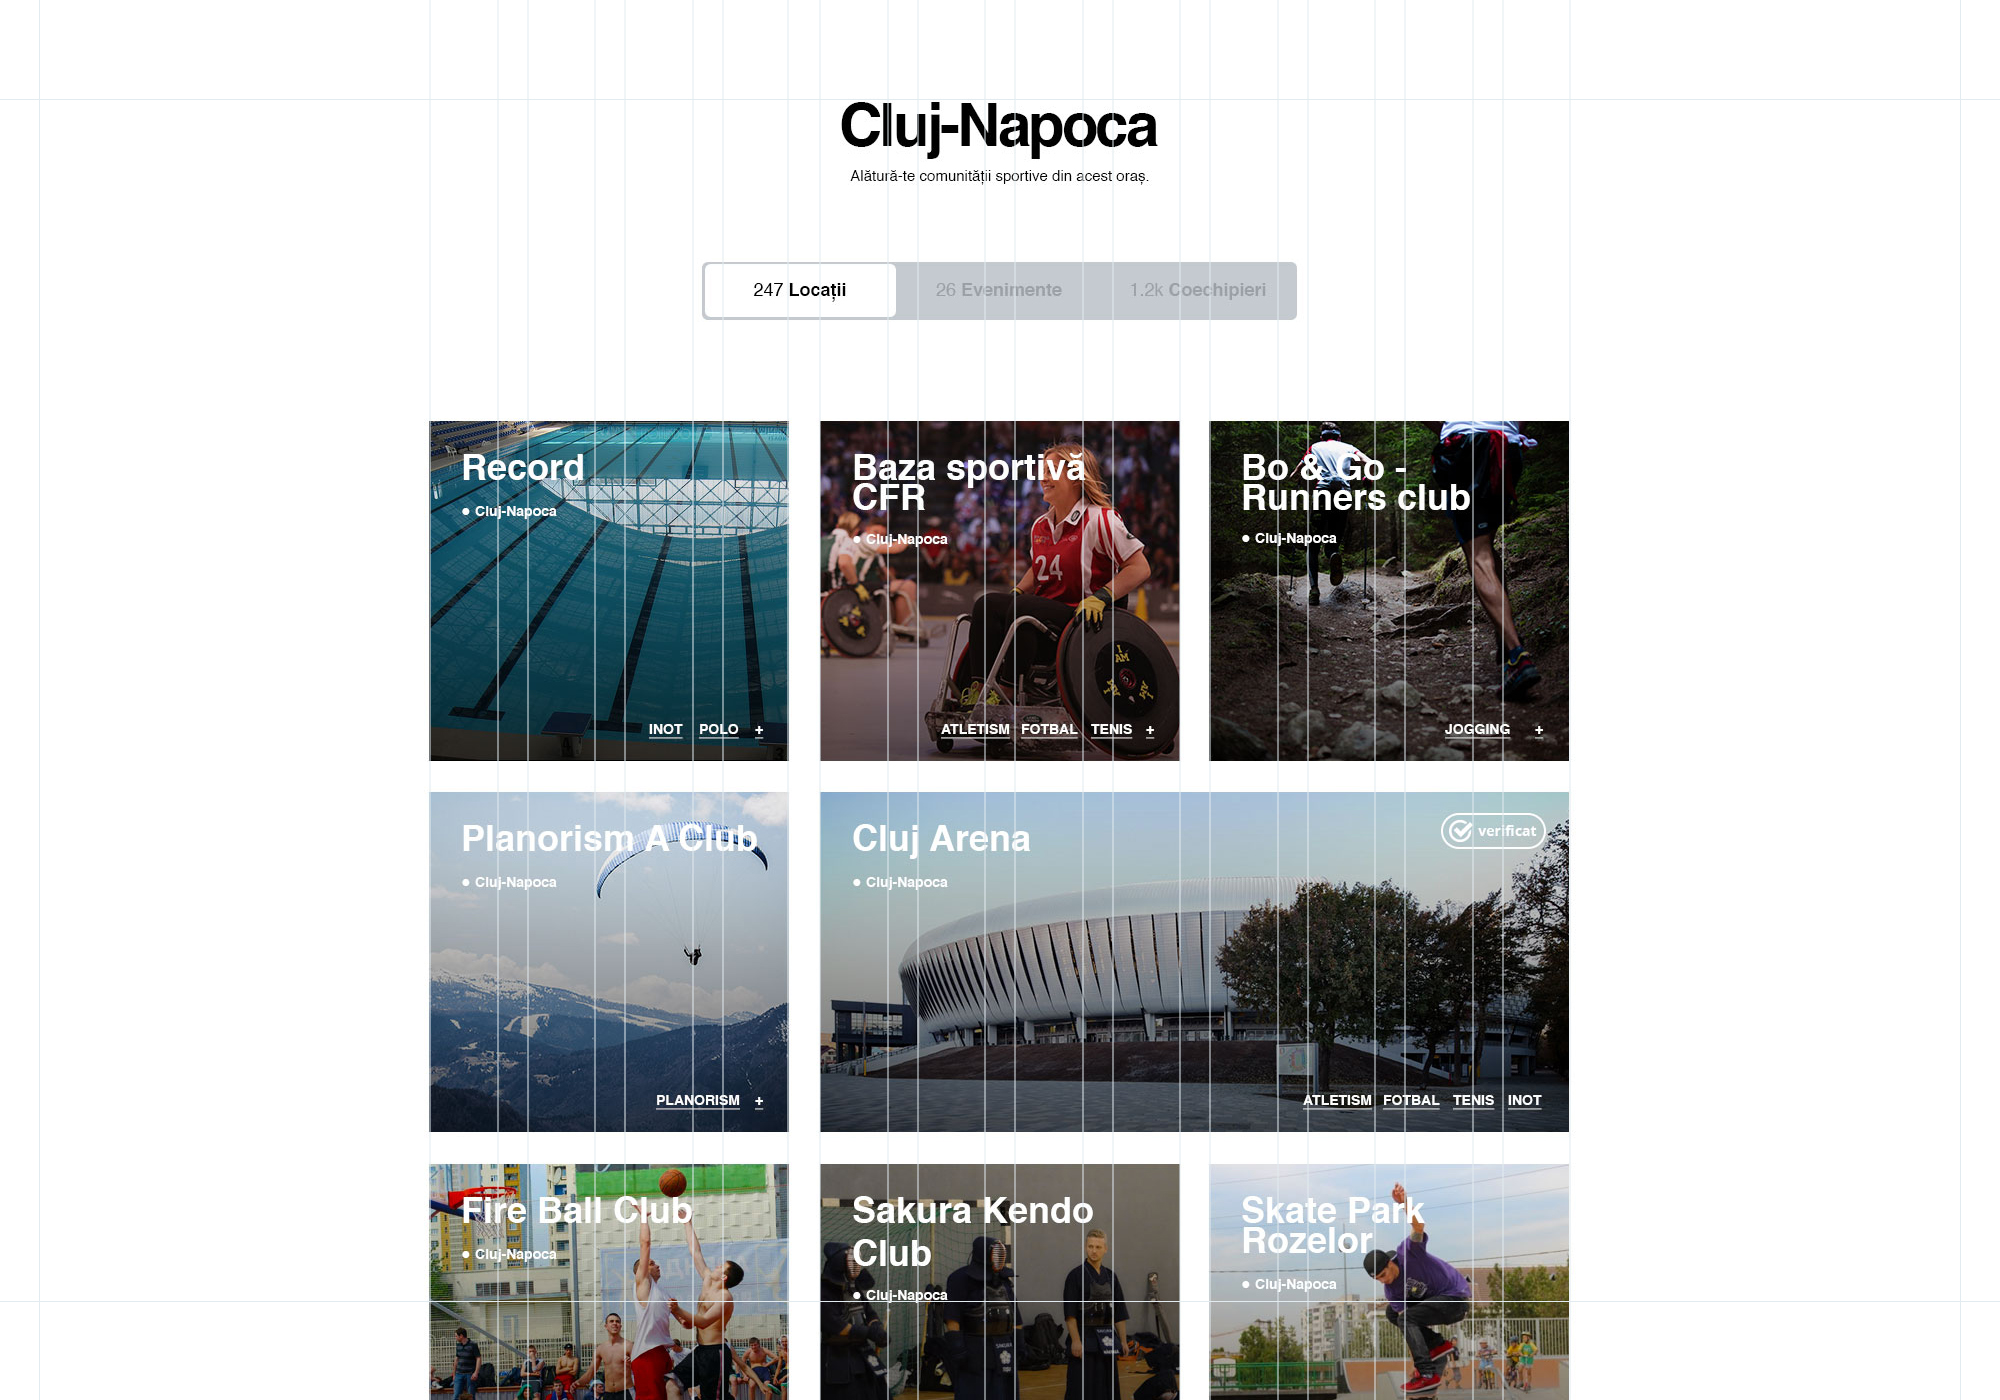 Cluj-Napoca
Alătură-te comunității sportive din acest oraș.
247 Locații
26 Evenimente
1.2k Coechipieri
Record
• Cluj-Napoca
INOT POLO +
Baza sportivă
CFR
• Cluj-Napoca
24
I
AM
ATLETISM FOTBAL TENIS +
Bo & Go -
Runners club
• Cluj-Napoca
JOGGING +
Planorism A Club
• Cluj-Napoca
PLANORISM +
Cluj Arena
verificat
• Cluj-Napoca
ATLETISM FOTBAL TENIS INOT
Fire Ball Club
• Cluj-Napoca
Sakura Kendo
Club
• Cluj-Napoca
Skate Park
Rozelor
• Cluj-Napoca